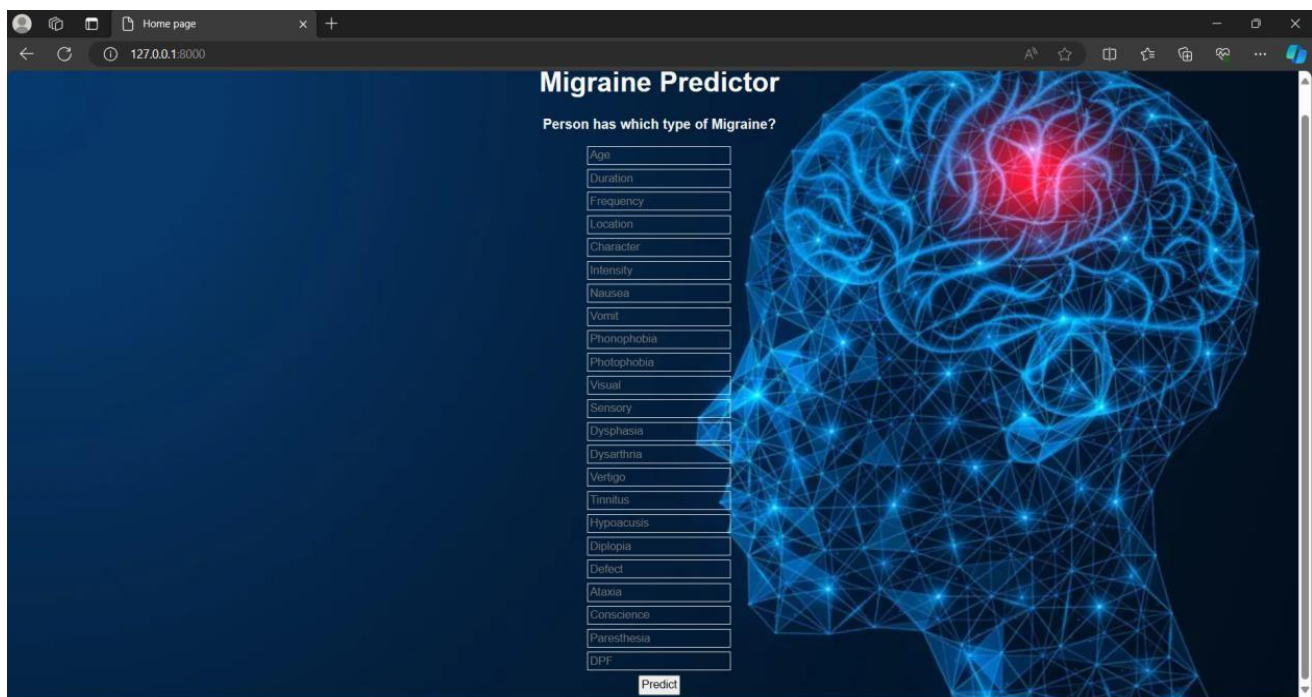 Home page
127.0.0.1:8000
Migraine Predictor
Person has which type of Migraine?
Age
Duration
Frequency
Location
Character
Intensity
Nausea
Vomit
Phonophobia
Photophobia
Visual
Sensory
Dysphasia
Dysarthria
Vertigo
Tinnitus
Hypoacusis
Diplopia
Defect
Ataxia
Conscience
Paresthesia
DPF
Predict